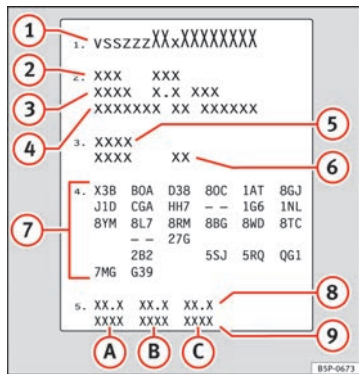 1. VSSZZZXXxXXXXXXXX
2. XXX XXX
XXXX X.X XXX
XXXXXXX XX XXXXXX
3. XXXX
XXXX XX
4. X3B B0A D38 80C 1AT 8GJ
J1D CGA HH7 - - 1G6 1NL
8YM 8L7 8RM 8BG 8WD 8TC
- - 27G
2B2 5SJ 5RQ QG1
7MG G39
5. XX.X XX.X XX.X
XXXX XXXX XXXX
1
2
3
4
5
6
7
8
9
A B C
B5P-0673